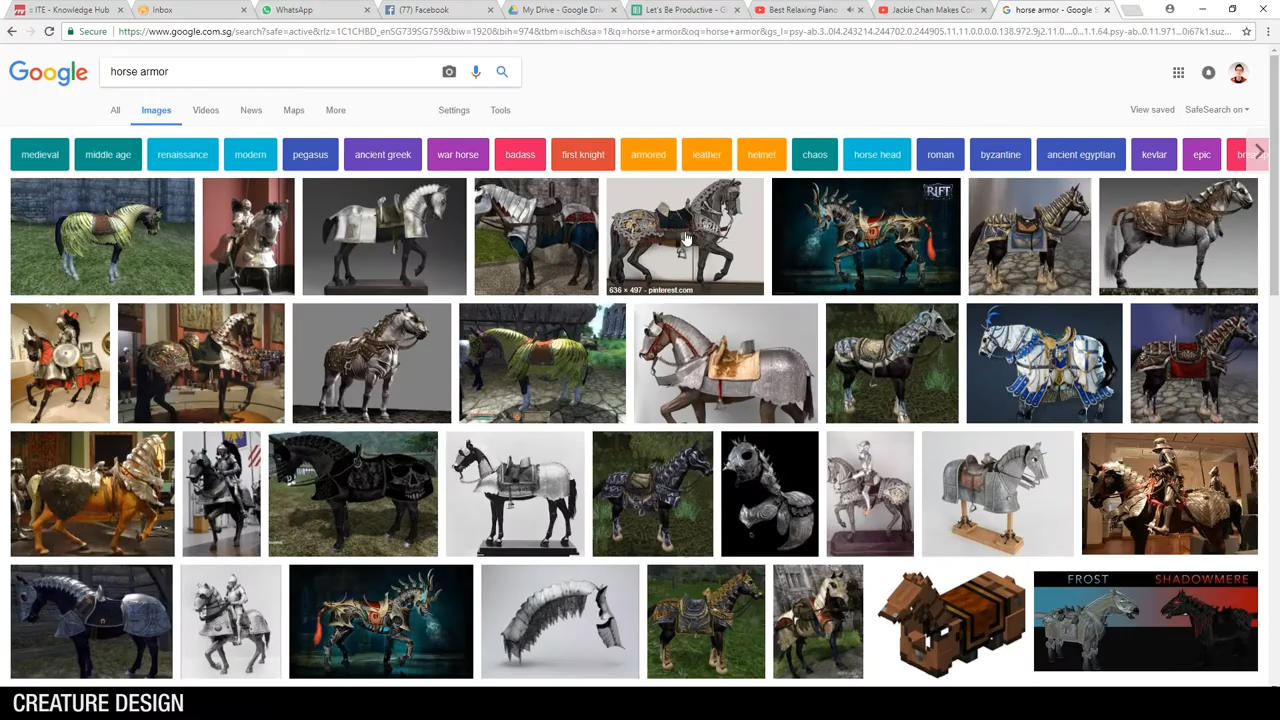 ITE - Knowledge Hub
Inbox
WhatsApp
(77) Facebook
My Drive - Google Dri
Let's Be Productive - G
Best Relaxing Piano
Jackie Chan Makes Con
horse armor - Google S
Secure
Google
horse armor
All
Images
Videos
News
Maps
More
Settings
Tools
View saved
SafeSearch on
medieval
middle age
renaissance
modern
pegasus
ancient greek
war horse
badass
first knight
armored
leather
helmet
chaos
horse head
roman
byzantine
ancient egyptian
kevlar
epic
RIFT
636 × 497 - pinterest.com
FROST
SHADOWMERE
CREATURE DESIGN